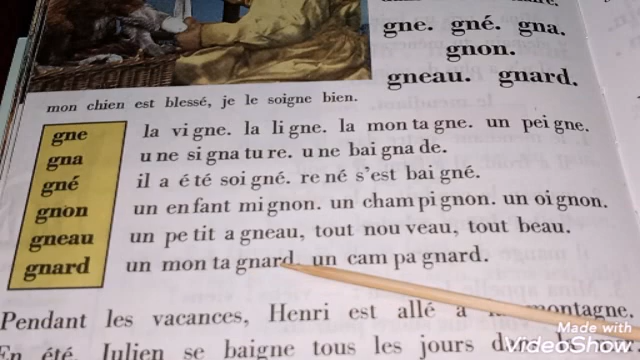 gne. gné. gna.
gnon.
gneau. gnard.
mon chien est blessé, je le soigne bien.
gne la vi gne. la li gne. la mon ta gne. un pei gne.
gna u ne si gna tu re. u ne bai gna de.
gné il a é té soi gné. re né s'est bai gné.
gnon un en fant mi gnon. un cham pi gnon. un oi gnon.
gneau un pe tit a gneau, tout nou veau, tout beau.
gnard un mon ta gnard un cam pa gnard.
Pendant les vacances, Henri est allé à montagne.
En été, Julien se baigne tous les jours
Made with
VideoShow